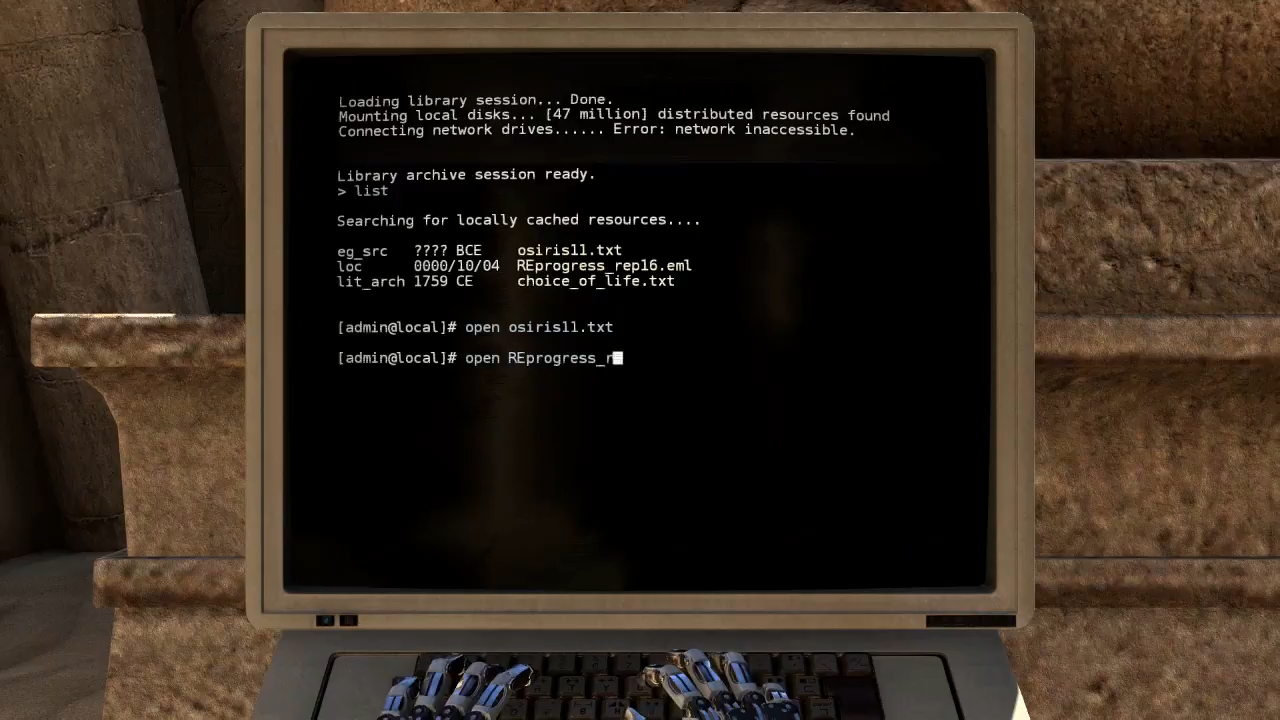 Loading library session... Done.
Mounting local disks... [47 million] distributed resources found
Connecting network drives...... Error: network inaccessible.
Library archive session ready.
> list
Searching for locally cached resources....
eg_src ???? BCE osiris11.txt
loc 0000/10/04 REprogress_rep16.eml
lit_arch 1759 CE choice_of_life.txt
[admin@local]# open osiris11.txt
[admin@local]# open REprogress_r